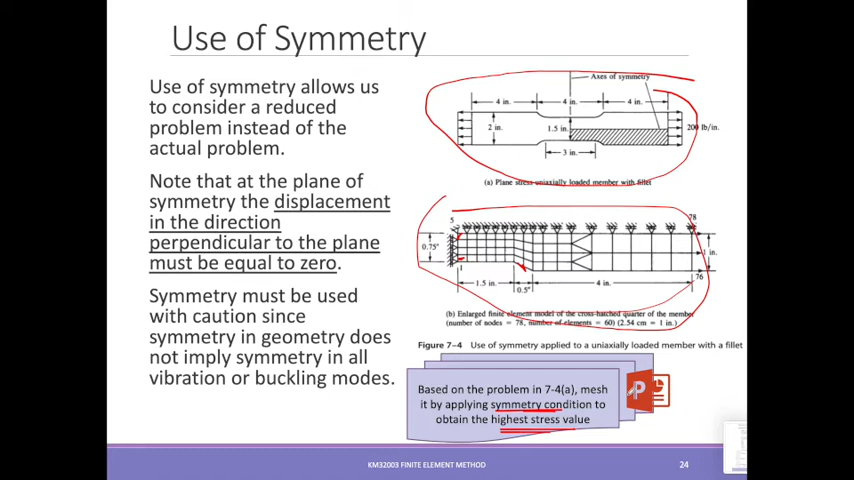 Use of Symmetry
Use of symmetry allows us
to consider a reduced
problem instead of the
actual problem.
Note that at the plane of
symmetry the displacement
in the direction
perpendicular to the plane
must be equal to zero.
Symmetry must be used
with caution since
symmetry in geometry does
not imply symmetry in all
vibration or buckling modes.
Axes of symmetry
4 in. 4 in. 4 in.
2 in. 1.5 in. 200 lb/in.
3 in.
(a) Plane stress uniaxially loaded member with fillet
5 78
0.75" 1 in.
1 76
1.5 in. 4 in.
0.5"
(b) Enlarged finite element model of the cross-hatched quarter of the member
(number of nodes = 78, number of elements = 60) (2.54 cm = 1 in.)
Figure 7–4 Use of symmetry applied to a uniaxially loaded member with a fillet
Based on the problem in 7-4(a), mesh
it by applying symmetry condition to
obtain the highest stress value
P
KM32003 FINITE ELEMENT METHOD 24